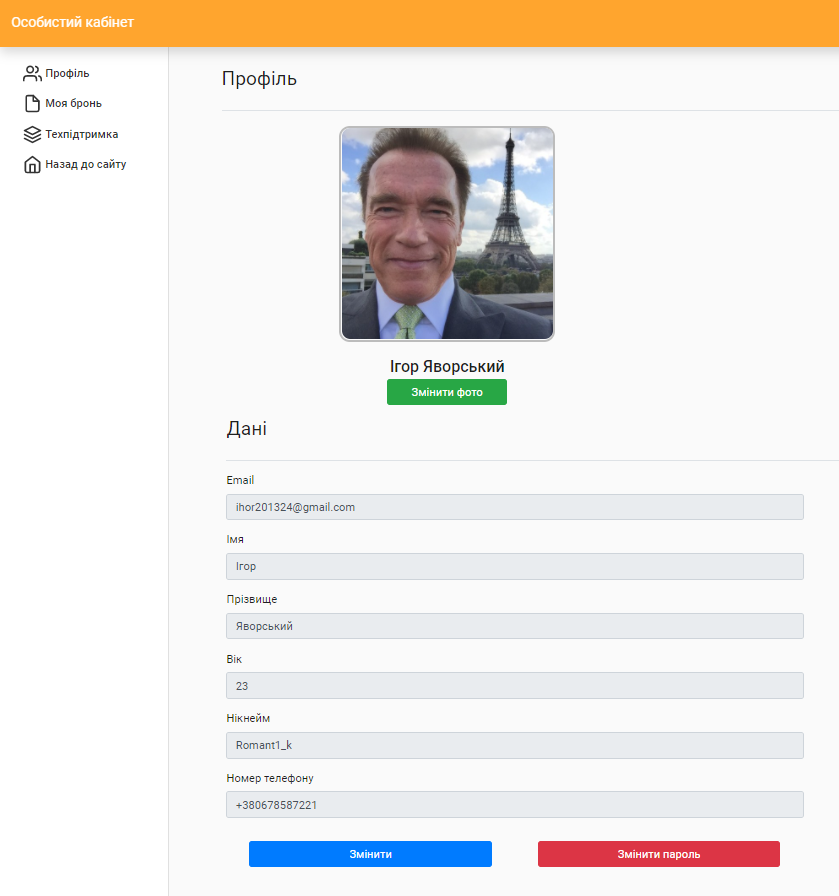 Особистий кабінет
Профіль
Моя бронь
Техпідтримка
Назад до сайту
Профіль
Ігор Яворський
Змінити фото
Дані
Email
ihor201324@gmail.com
Імя
Ігор
Прізвище
Яворський
Вік
23
Нікнейм
Romant1_k
Номер телефону
+380678587221
Змінити
Змінити пароль